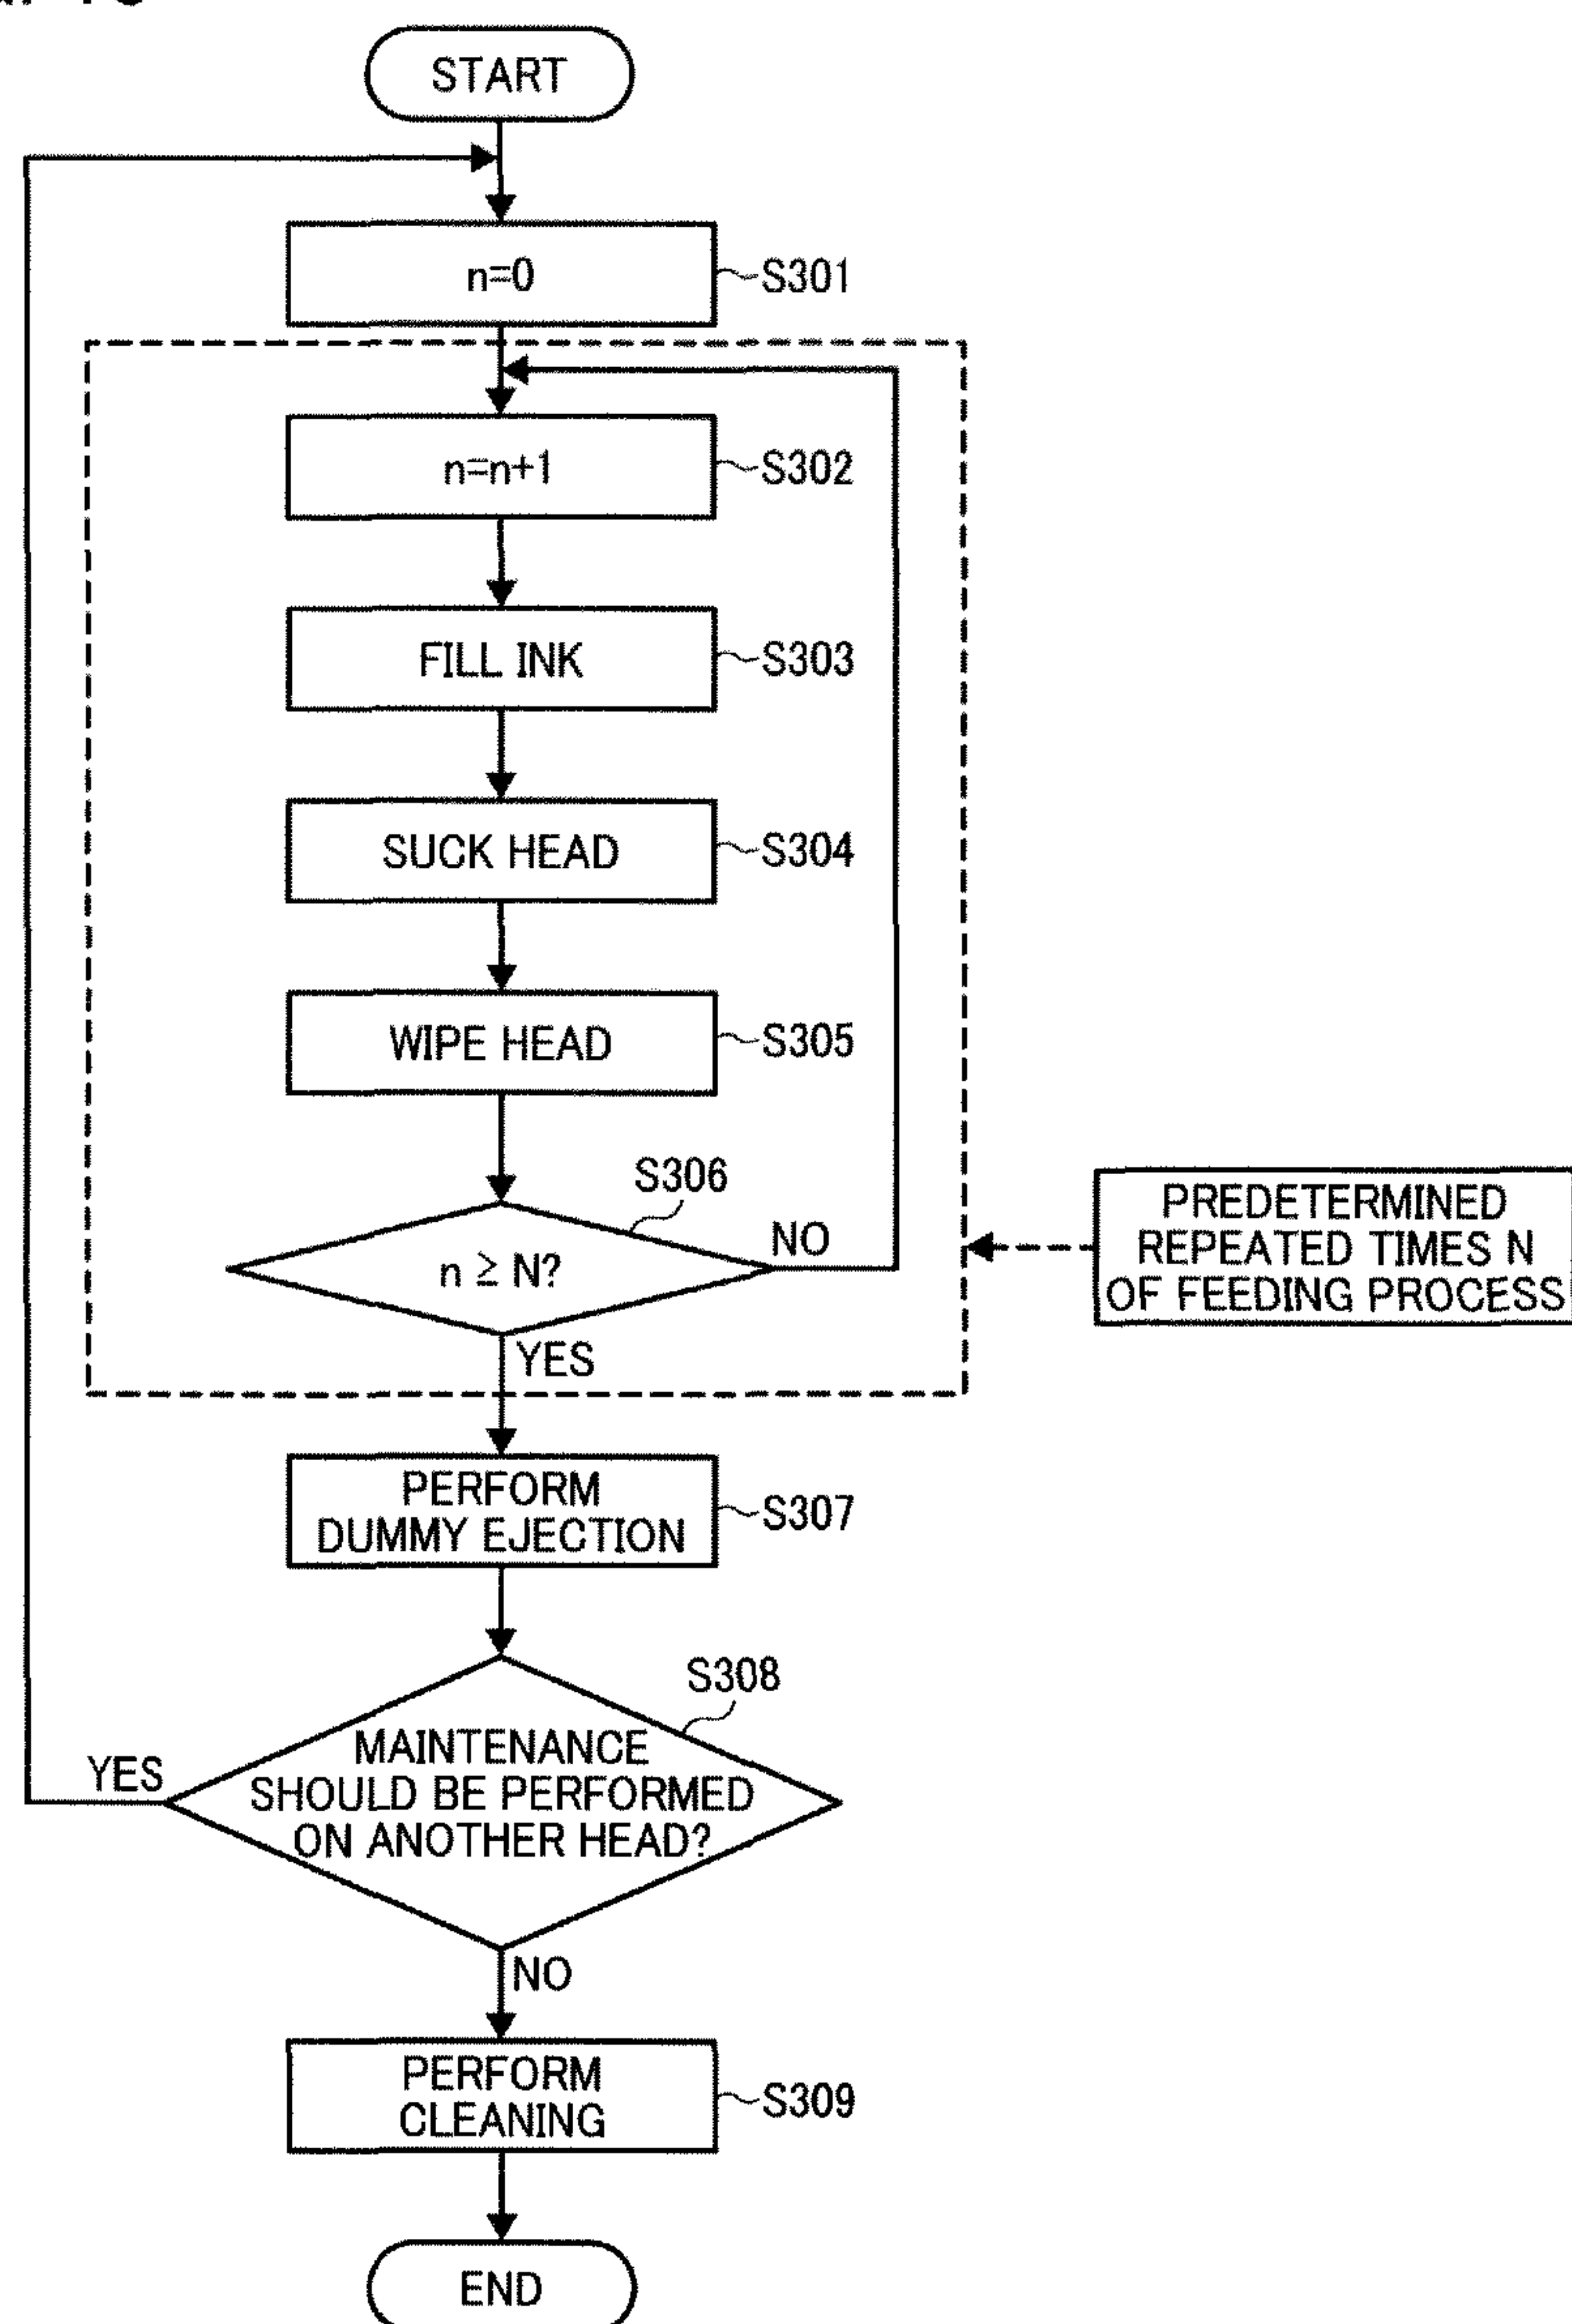 START
n=0
S301
n=n+1
S302
FILL INK
S303
SUCK HEAD
S304
WIPE HEAD
S305
S306
n ≥ N?
NO
YES
PREDETERMINED
REPEATED TIMES N
OF FEEDING PROCESS
PERFORM
DUMMY EJECTION
S307
S308
MAINTENANCE
SHOULD BE PERFORMED
ON ANOTHER HEAD?
YES
NO
PERFORM
CLEANING
S309
END